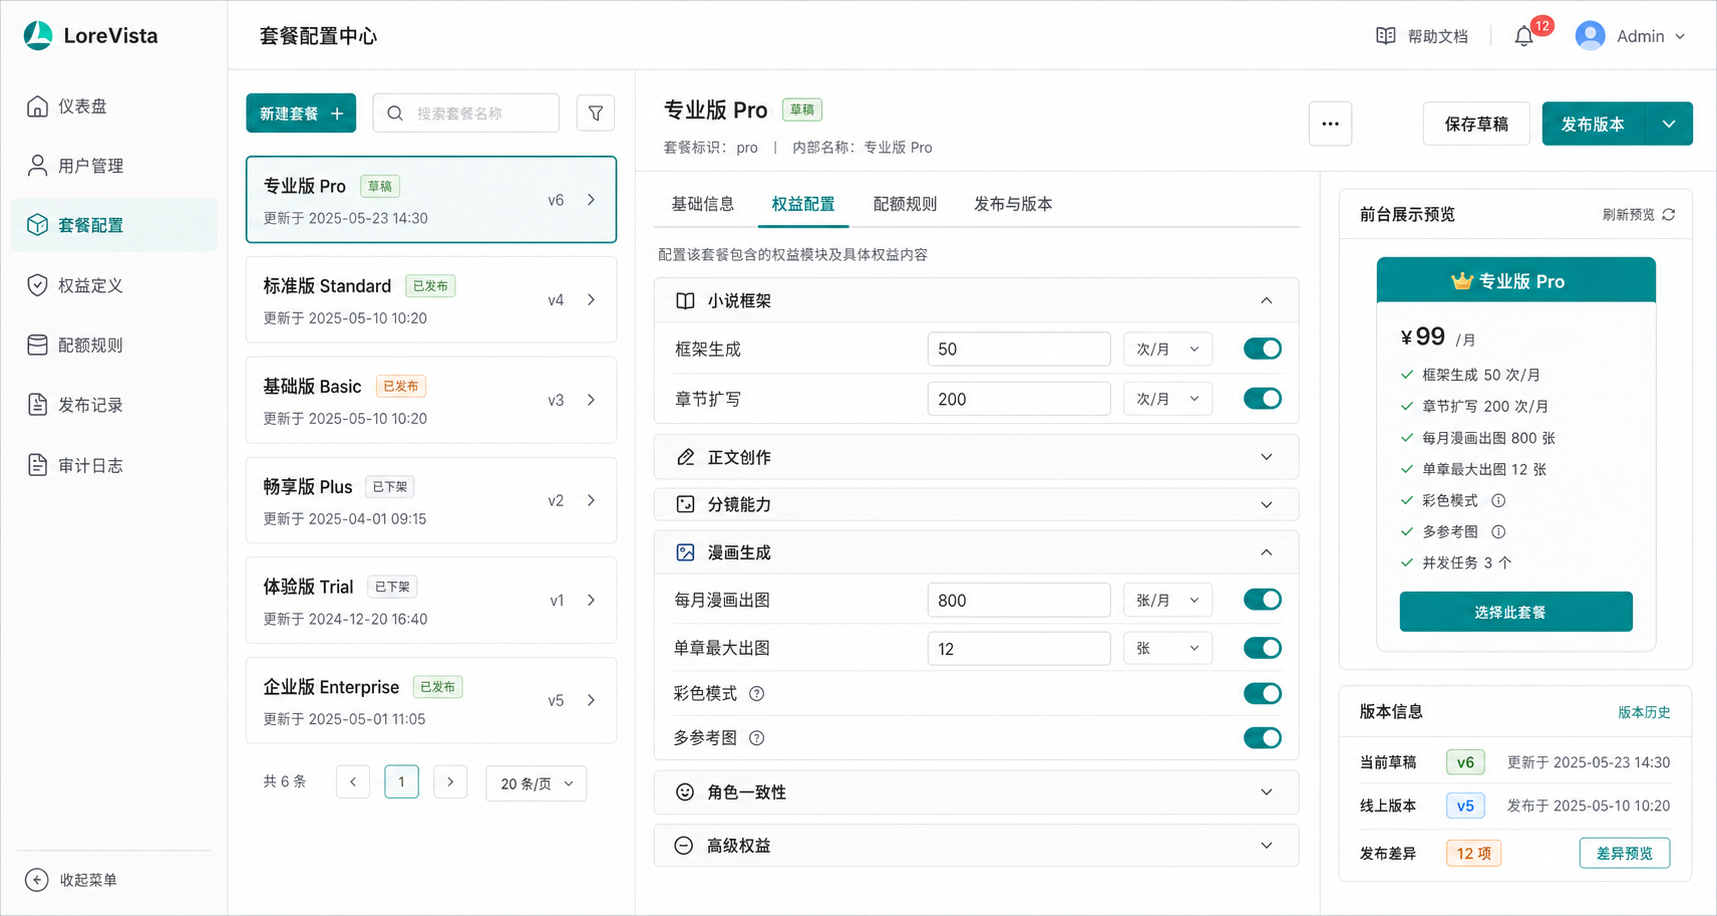 LoreVista
仪表盘
用户管理
套餐配置
权益定义
配额规则
发布记录
审计日志
收起菜单
套餐配置中心
帮助文档
12
Admin
新建套餐 +
搜索套餐名称
专业版 Pro 草稿
更新于 2025-05-23 14:30
v6
标准版 Standard 已发布
更新于 2025-05-10 10:20
v4
基础版 Basic 已发布
更新于 2025-05-10 10:20
v3
畅享版 Plus 已下架
更新于 2025-04-01 09:15
v2
体验版 Trial 已下架
更新于 2024-12-20 16:40
v1
企业版 Enterprise 已发布
更新于 2025-05-01 11:05
v5
共 6 条
1
20 条/页
专业版 Pro 草稿
套餐标识：pro | 内部名称：专业版 Pro
保存草稿
发布版本
基础信息 权益配置 配额规则 发布与版本
配置该套餐包含的权益模块及具体权益内容
小说框架
框架生成 50 次/月
章节扩写 200 次/月
正文创作
分镜能力
漫画生成
每月漫画出图 800 张/月
单章最大出图 12 张
彩色模式
多参考图
角色一致性
高级权益
前台展示预览
刷新预览
专业版 Pro
¥99 /月
框架生成 50 次/月
章节扩写 200 次/月
每月漫画出图 800 张
单章最大出图 12 张
彩色模式
多参考图
并发任务 3 个
选择此套餐
版本信息
版本历史
当前草稿 v6 更新于 2025-05-23 14:30
线上版本 v5 发布于 2025-05-10 10:20
发布差异 12 项 差异预览